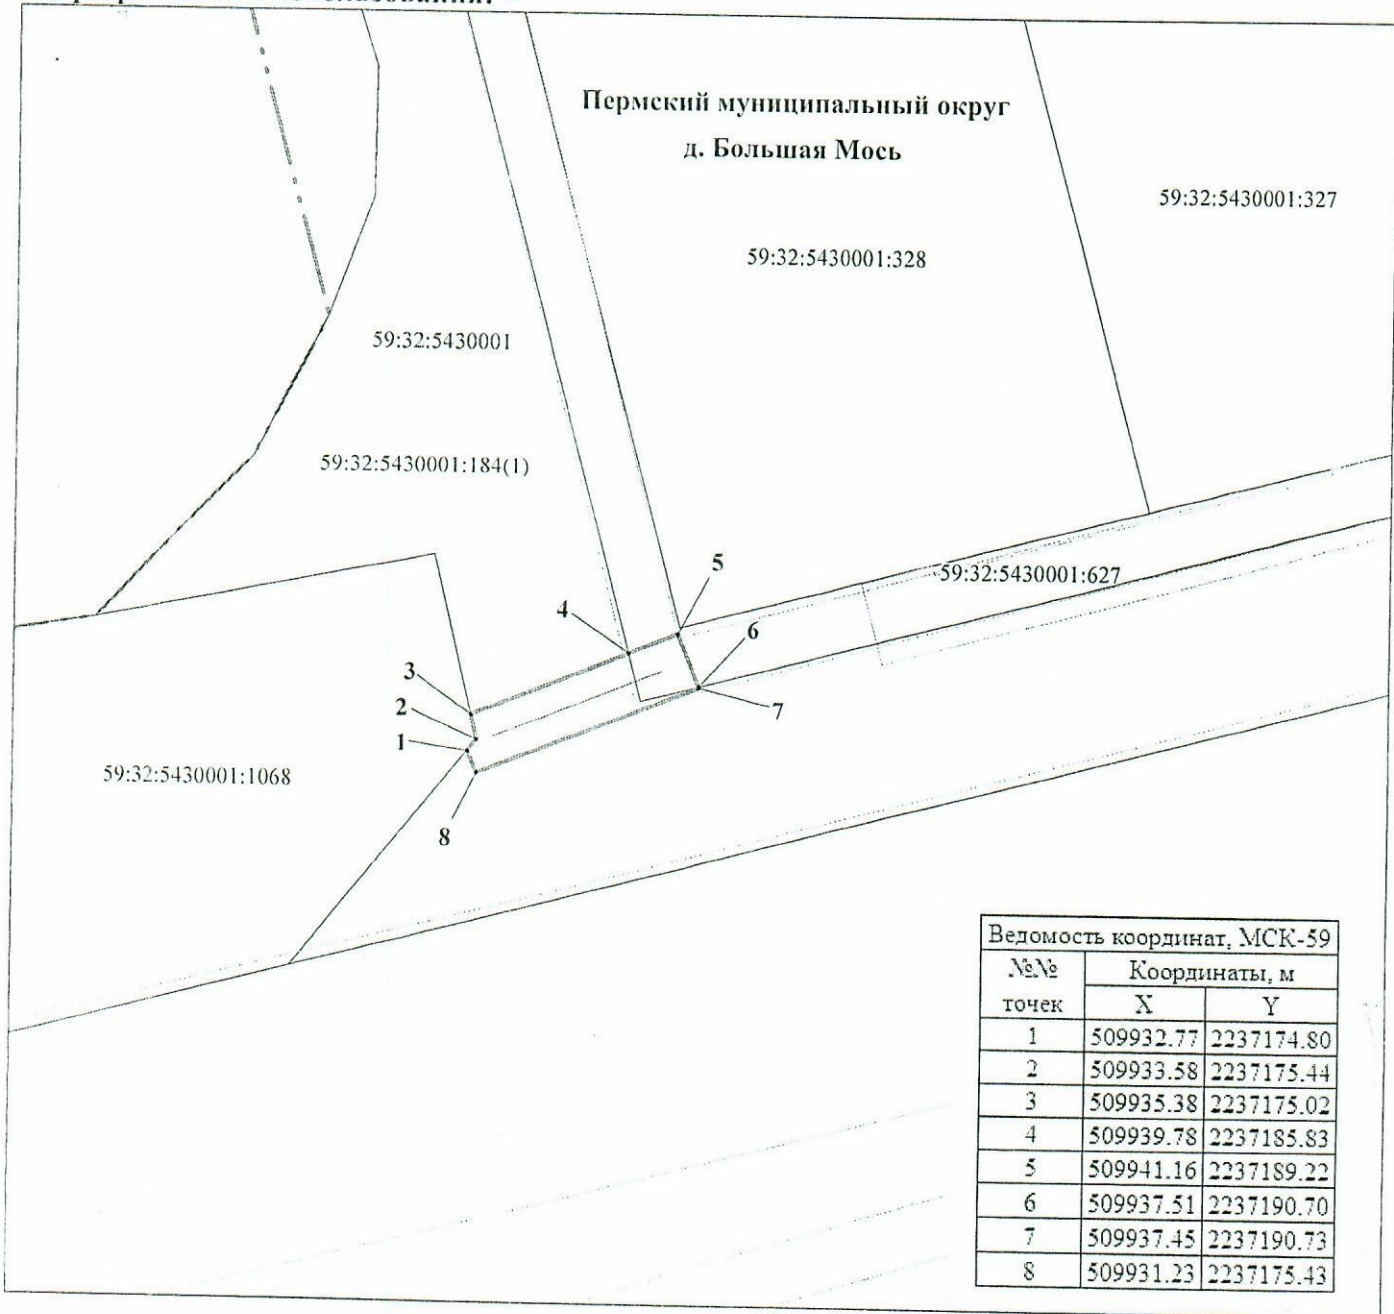 Пермский муниципальный округ
д. Большая Мось
59:32:5430001:327
59:32:5430001:328
59:32:5430001
59:32:5430001:184(1)
5
59:32:5430001:627
4
6
3
2
7
1
59:32:5430001:1068
8
Ведомость координат, МСК-59
№№ точек Координаты, м
X Y
1 509932.77 2237174.80
2 509933.58 2237175.44
3 509935.38 2237175.02
4 509939.78 2237185.83
5 509941.16 2237189.22
6 509937.51 2237190.70
7 509937.45 2237190.73
8 509931.23 2237175.43